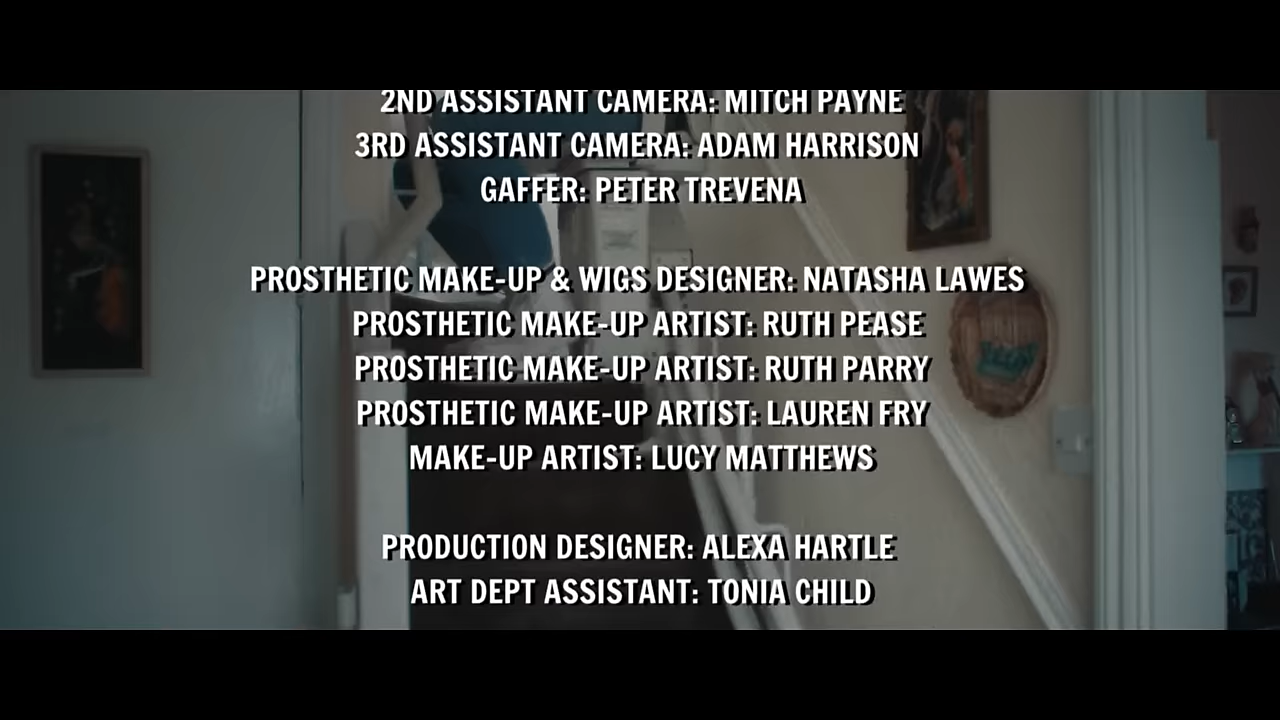 2ND ASSISTANT CAMERA: MITCH PAYNE
3RD ASSISTANT CAMERA: ADAM HARRISON
GAFFER: PETER TREVENA
PROSTHETIC MAKE-UP & WIGS DESIGNER: NATASHA LAWES
PROSTHETIC MAKE-UP ARTIST: RUTH PEASE
PROSTHETIC MAKE-UP ARTIST: RUTH PARRY
PROSTHETIC MAKE-UP ARTIST: LAUREN FRY
MAKE-UP ARTIST: LUCY MATTHEWS
PRODUCTION DESIGNER: ALEXA HARTLE
ART DEPT ASSISTANT: TONIA CHILD